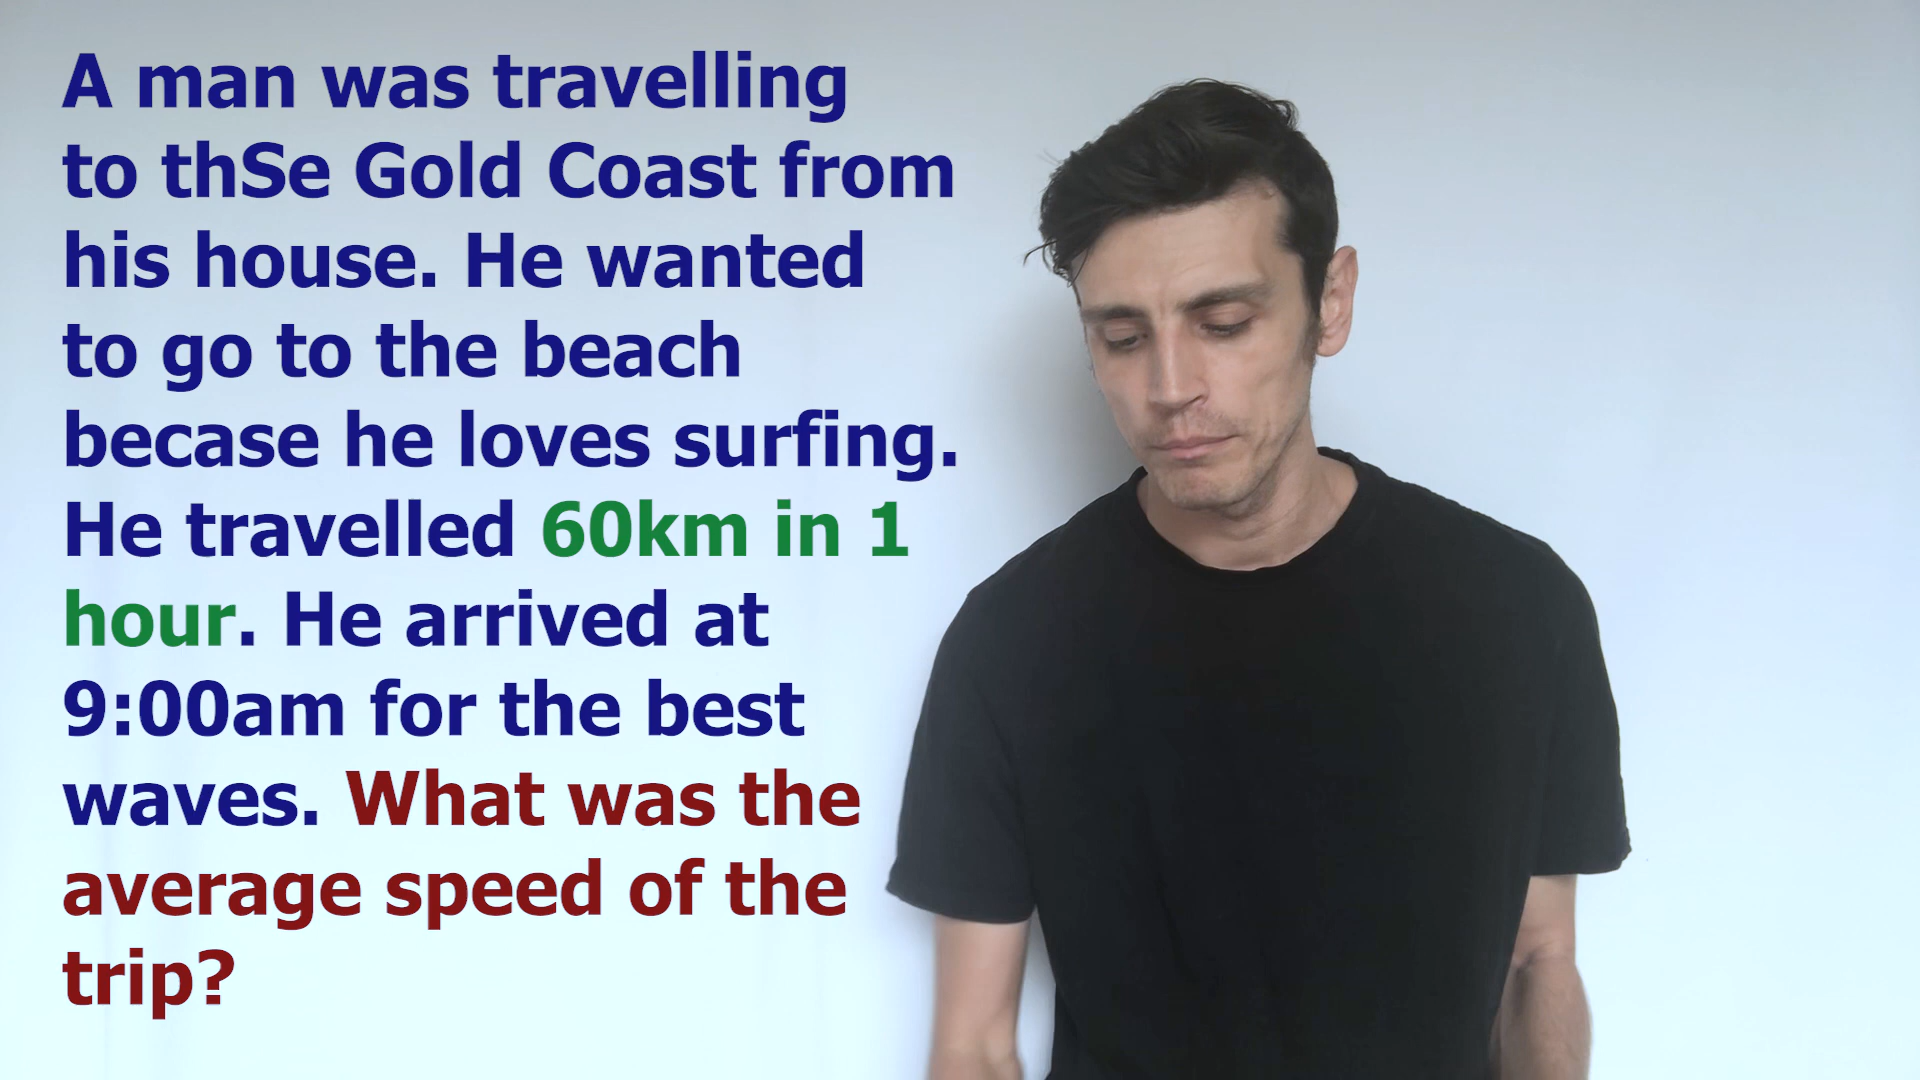 A man was travelling
to thSe Gold Coast from
his house. He wanted
to go to the beach
becase he loves surfing.
He travelled 60km in 1
hour. He arrived at
9:00am for the best
waves. What was the
average speed of the
trip?